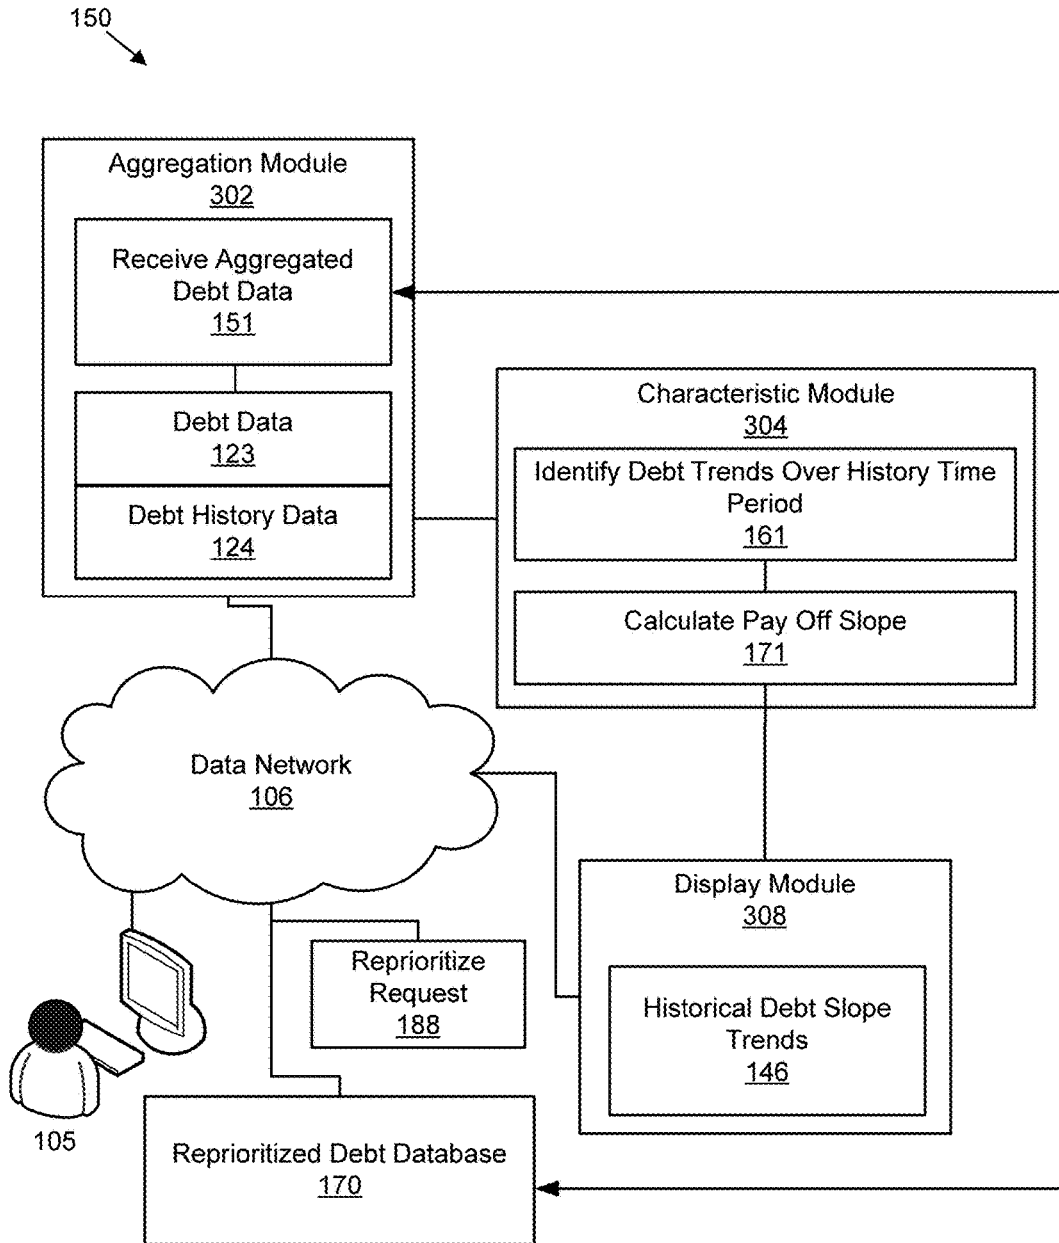 150
Aggregation Module
302
Receive Aggregated
Debt Data
151
Debt Data
123
Debt History Data
124
Characteristic Module
304
Identify Debt Trends Over History Time
Period
161
Calculate Pay Off Slope
171
Data Network
106
Display Module
308
Historical Debt Slope
Trends
146
Reprioritize
Request
188
105
Reprioritized Debt Database
170